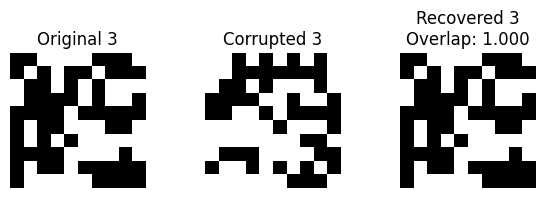 Original 3
Corrupted 3
Recovered 3
Overlap: 1.000